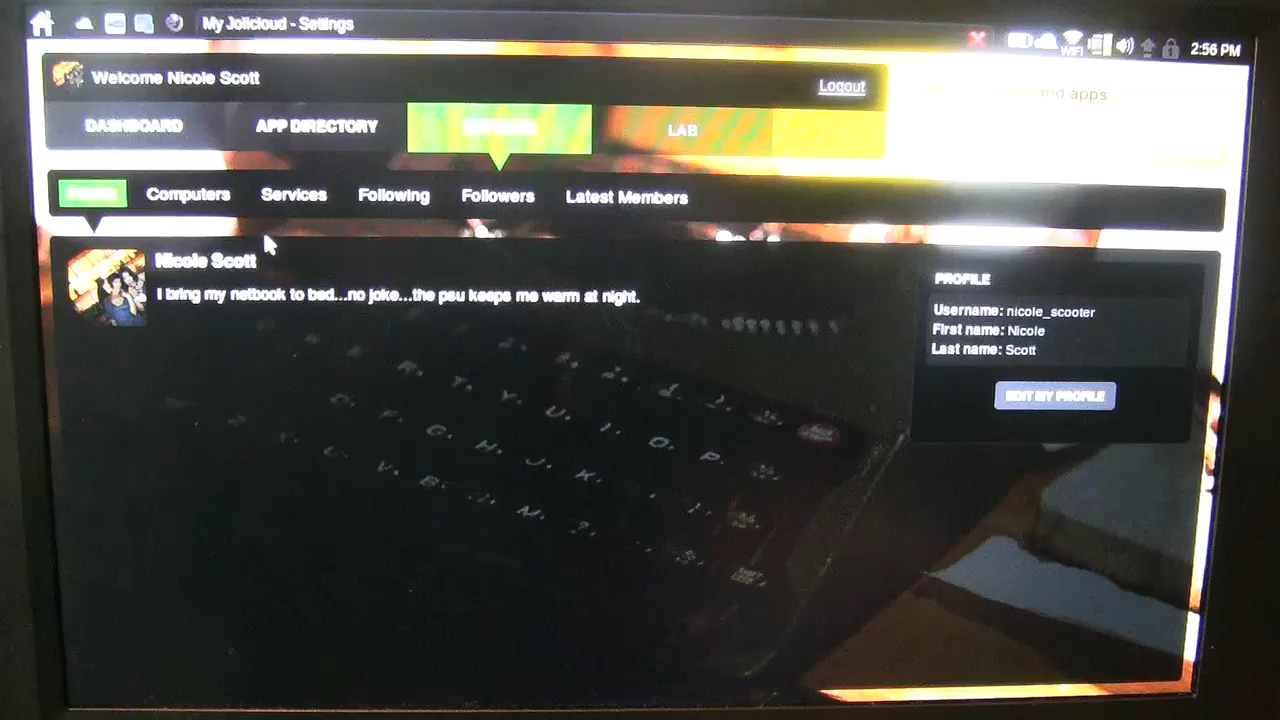 My Jolicloud - Settings
WIFI
2:56 PM
Welcome Nicole Scott
Logout
and apps.
DASHBOARD
APP DIRECTORY
LAB
Computers
Services
Following
Followers
Latest Members
Nicole Scott
I bring my netbook to bed...no joke...the psu keeps me warm at night.
PROFILE
Username: nicole_scooter
First name: Nicole
Last name: Scott
EDIT MY PROFILE
R T Y U I O P
G H J K
V B M ?